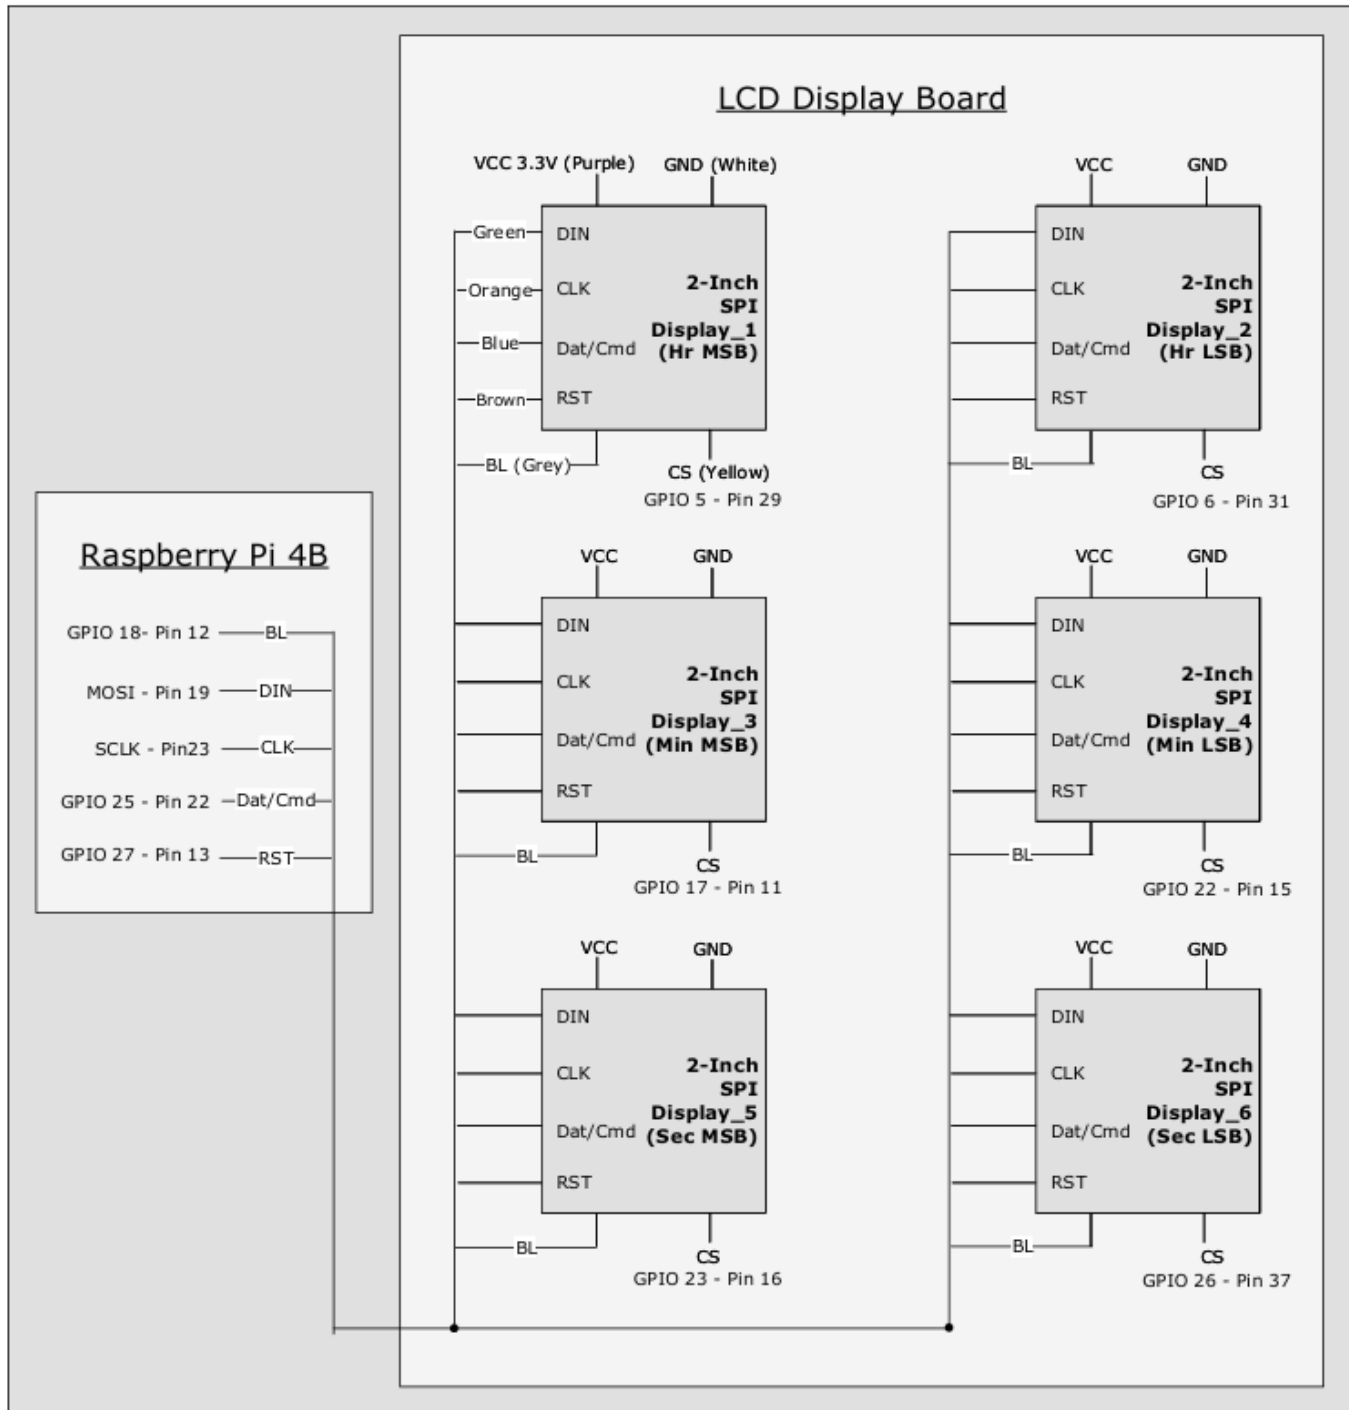 LCD Display Board
VCC 3.3V (Purple)
GND (White)
Green
DIN
Orange
CLK
Blue
Dat/Cmd
Brown
RST
2-Inch
SPI
Display_1
(Hr MSB)
BL (Grey)
CS (Yellow)
GPIO 5 - Pin 29
VCC
GND
DIN
CLK
Dat/Cmd
RST
2-Inch
SPI
Display_2
(Hr LSB)
BL
CS
GPIO 6 - Pin 31
Raspberry Pi 4B
GPIO 18- Pin 12
BL
MOSI - Pin 19
DIN
SCLK - Pin23
CLK
GPIO 25 - Pin 22
Dat/Cmd
GPIO 27 - Pin 13
RST
VCC
GND
DIN
CLK
Dat/Cmd
RST
2-Inch
SPI
Display_3
(Min MSB)
BL
CS
GPIO 17 - Pin 11
VCC
GND
DIN
CLK
Dat/Cmd
RST
2-Inch
SPI
Display_4
(Min LSB)
BL
CS
GPIO 22 - Pin 15
VCC
GND
DIN
CLK
Dat/Cmd
RST
2-Inch
SPI
Display_5
(Sec MSB)
BL
CS
GPIO 23 - Pin 16
VCC
GND
DIN
CLK
Dat/Cmd
RST
2-Inch
SPI
Display_6
(Sec LSB)
BL
CS
GPIO 26 - Pin 37